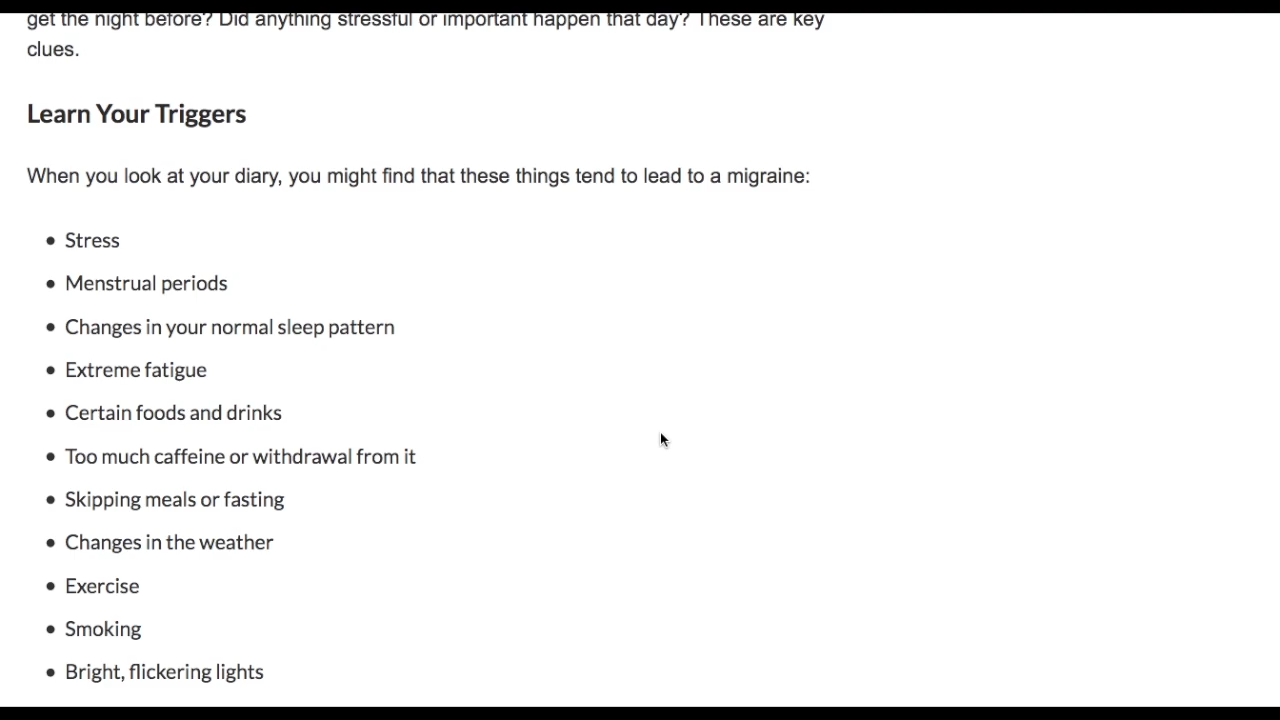 get the night before? Did anything stressful or important happen that day? These are key
clues.
Learn Your Triggers
When you look at your diary, you might find that these things tend to lead to a migraine:
• Stress
• Menstrual periods
• Changes in your normal sleep pattern
• Extreme fatigue
• Certain foods and drinks
• Too much caffeine or withdrawal from it
• Skipping meals or fasting
• Changes in the weather
• Exercise
• Smoking
• Bright, flickering lights